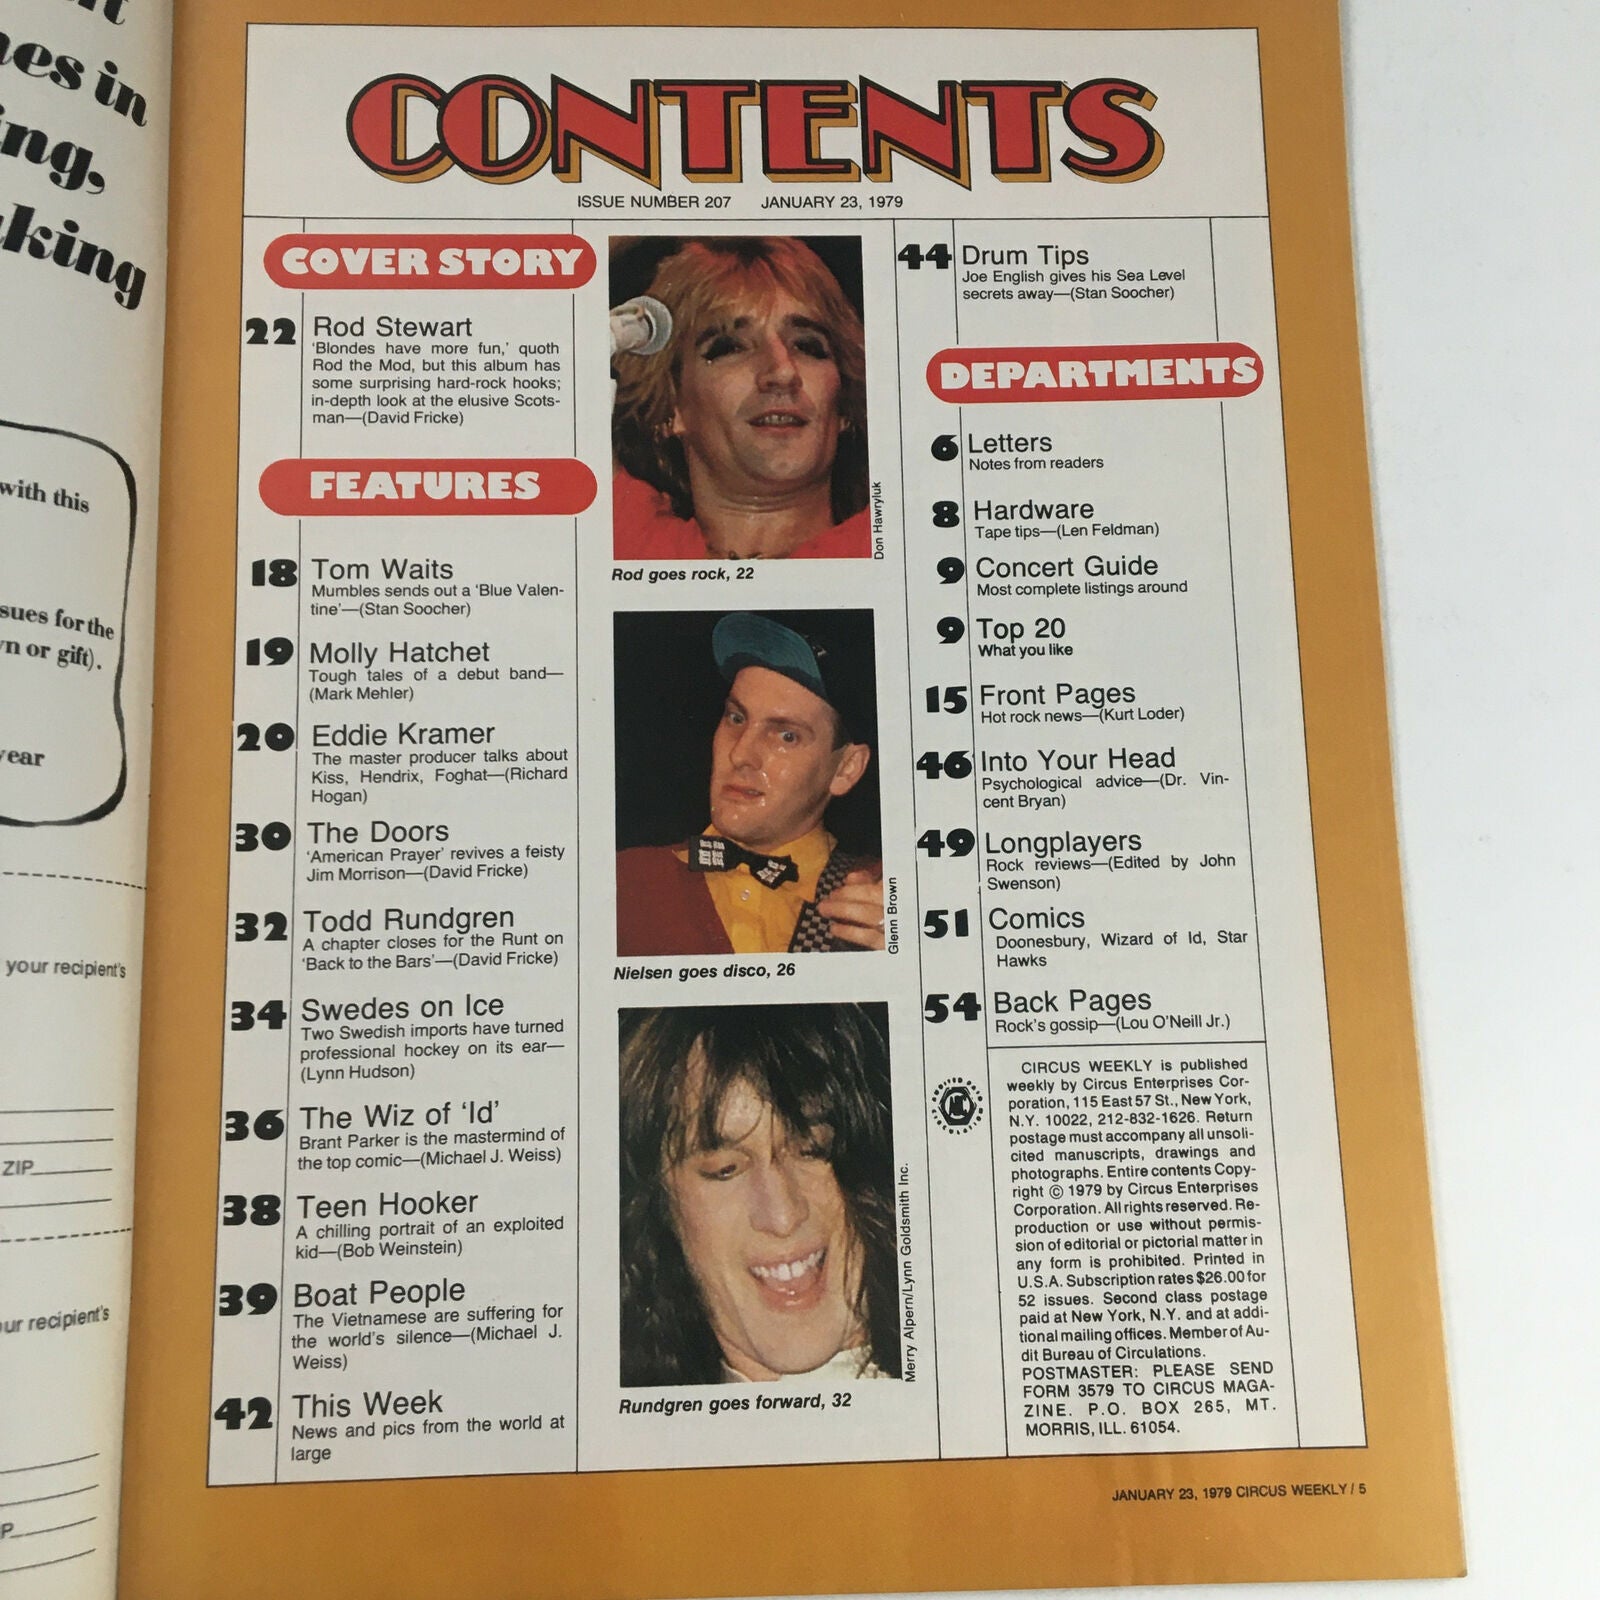 nes in
ing,
king
with this
sues for the
n or gift).
ear
your recipient's
ZIP
ur recipient's
P
CONTENTS
ISSUE NUMBER 207 JANUARY 23, 1979
COVER STORY
22 Rod Stewart
'Blondes have more fun,' quoth
Rod the Mod, but this album has
some surprising hard-rock hooks;
in-depth look at the elusive Scots-
man—(David Fricke)
FEATURES
18 Tom Waits
Mumbles sends out a 'Blue Valen-
tine'—(Stan Soocher)
19 Molly Hatchet
Tough tales of a debut band—
(Mark Mehler)
20 Eddie Kramer
The master producer talks about
Kiss, Hendrix, Foghat—(Richard
Hogan)
30 The Doors
'American Prayer' revives a feisty
Jim Morrison—(David Fricke)
32 Todd Rundgren
A chapter closes for the Runt on
'Back to the Bars'—(David Fricke)
34 Swedes on Ice
Two Swedish imports have turned
professional hockey on its ear—
(Lynn Hudson)
36 The Wiz of 'Id'
Brant Parker is the mastermind of
the top comic—(Michael J. Weiss)
38 Teen Hooker
A chilling portrait of an exploited
kid—(Bob Weinstein)
39 Boat People
The Vietnamese are suffering for
the world's silence—(Michael J.
Weiss)
42 This Week
News and pics from the world at
large
Don Hawryluk
Rod goes rock, 22
Glenn Brown
Nielsen goes disco, 26
Merry Alpern/Lynn Goldsmith Inc.
Rundgren goes forward, 32
44 Drum Tips
Joe English gives his Sea Level
secrets away—(Stan Soocher)
DEPARTMENTS
6 Letters
Notes from readers
8 Hardware
Tape tips—(Len Feldman)
9 Concert Guide
Most complete listings around
9 Top 20
What you like
15 Front Pages
Hot rock news—(Kurt Loder)
46 Into Your Head
Psychological advice—(Dr. Vin-
cent Bryan)
49 Longplayers
Rock reviews—(Edited by John
Swenson)
51 Comics
Doonesbury, Wizard of Id, Star
Hawks
54 Back Pages
Rock's gossip—(Lou O'Neill Jr.)
CIRCUS WEEKLY is published
weekly by Circus Enterprises Cor-
poration, 115 East 57 St., New York,
N.Y. 10022, 212-832-1626. Return
postage must accompany all unsoli-
cited manuscripts, drawings and
photographs. Entire contents Copy-
right © 1979 by Circus Enterprises
Corporation. All rights reserved. Re-
production or use without permis-
sion of editorial or pictorial matter in
any form is prohibited. Printed in
U.S.A. Subscription rates $26.00 for
52 issues. Second class postage
paid at New York, N.Y. and at addi-
tional mailing offices. Member of Au-
dit Bureau of Circulations.
POSTMASTER: PLEASE SEND
FORM 3579 TO CIRCUS MAGA-
ZINE. P.O. BOX 265, MT.
MORRIS, ILL. 61054.
JANUARY 23, 1979 CIRCUS WEEKLY / 5